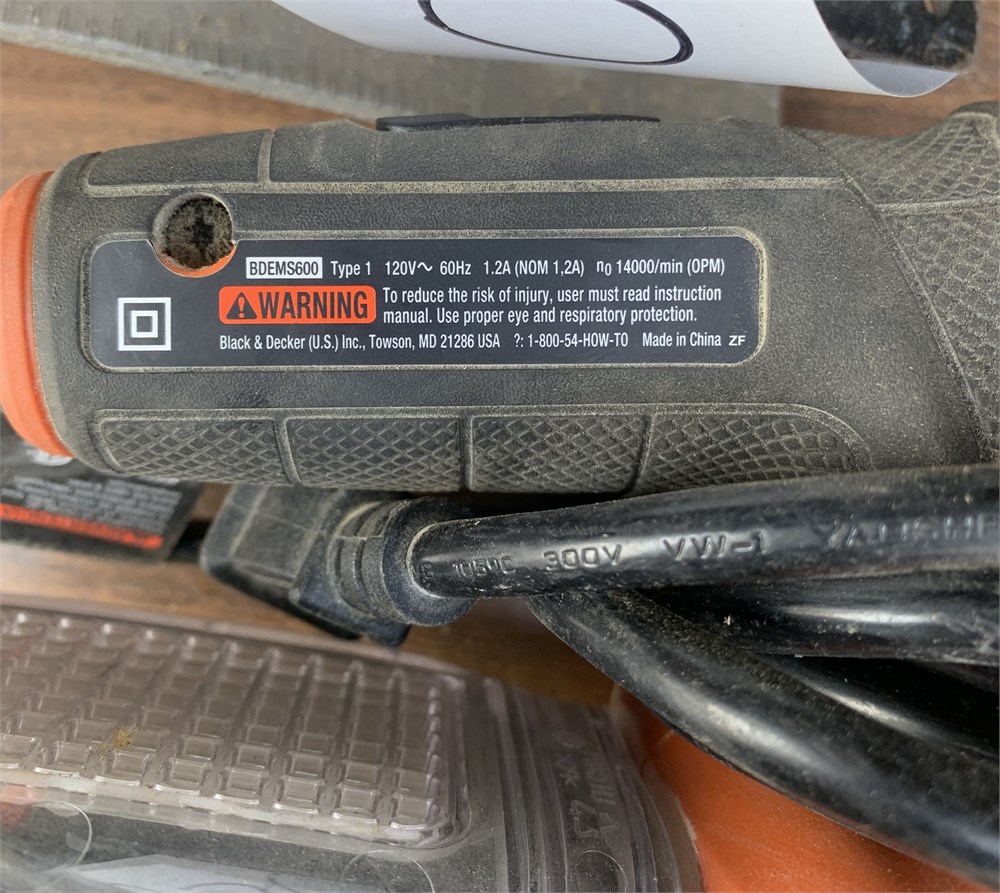 BDEMS600 Type 1 120V~ 60Hz 1.2A (NOM 1,2A) n0 14000/min (OPM)
⚠WARNING To reduce the risk of injury, user must read instruction
manual. Use proper eye and respiratory protection.
Black & Decker (U.S.) Inc., Towson, MD 21286 USA ?: 1-800-54-HOW-TO Made in China ZF
105ºC 300V VW-1